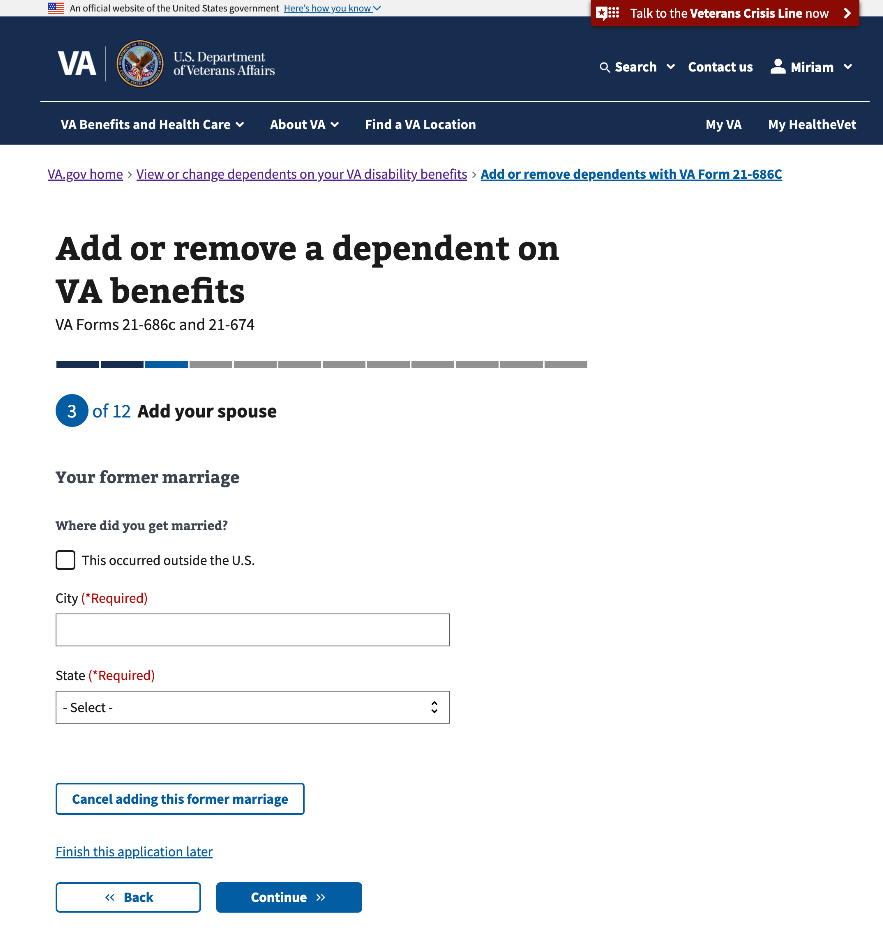 An official website of the United States government Here's how you know
Talk to the Veterans Crisis Line now
VA
U.S. Department
of Veterans Affairs
Search Contact us Miriam
VA Benefits and Health Care About VA Find a VA Location My VA My HealtheVet
VA.gov home › View or change dependents on your VA disability benefits › Add or remove dependents with VA Form 21-686C
Add or remove a dependent on
VA benefits
VA Forms 21-686c and 21-674
3 of 12 Add your spouse
Your former marriage
Where did you get married?
This occurred outside the U.S.
City (*Required)
State (*Required)
- Select -
Cancel adding this former marriage
Finish this application later
« Back
Continue »